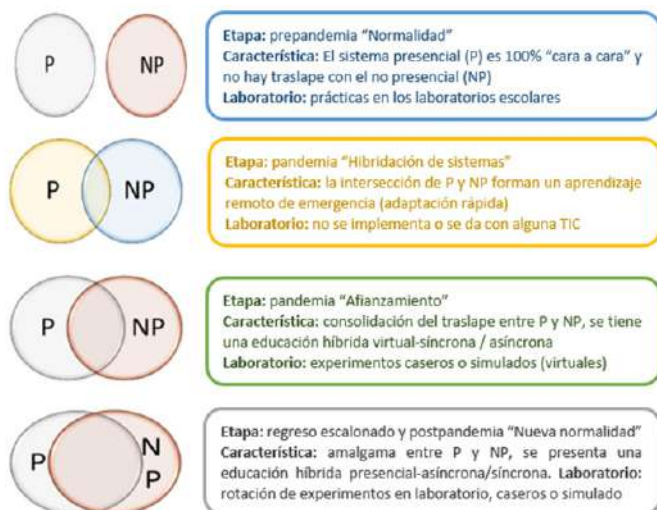 P NP
Etapa: prepandemia “Normalidad”
Característica: El sistema presencial (P) es 100% “cara a cara” y
no hay traslape con el no presencial (NP)
Laboratorio: prácticas en los laboratorios escolares
P NP
Etapa: pandemia “Hibridación de sistemas”
Característica: la intersección de P y NP forman un aprendizaje
remoto de emergencia (adaptación rápida)
Laboratorio: no se implementa o se da con alguna TIC
P NP
Etapa: pandemia “Afianzamiento”
Característica: consolidación del traslape entre P y NP, se tiene
una educación híbrida virtual-síncrona / asíncrona
Laboratorio: experimentos caseros o simulados (virtuales)
P N
P
Etapa: regreso escalonado y postpandemia “Nueva normalidad”
Característica: amalgama entre P y NP, se presenta una
educación híbrida presencial-asíncrona/síncrona. Laboratorio:
rotación de experimentos en laboratorio, caseros o simulado